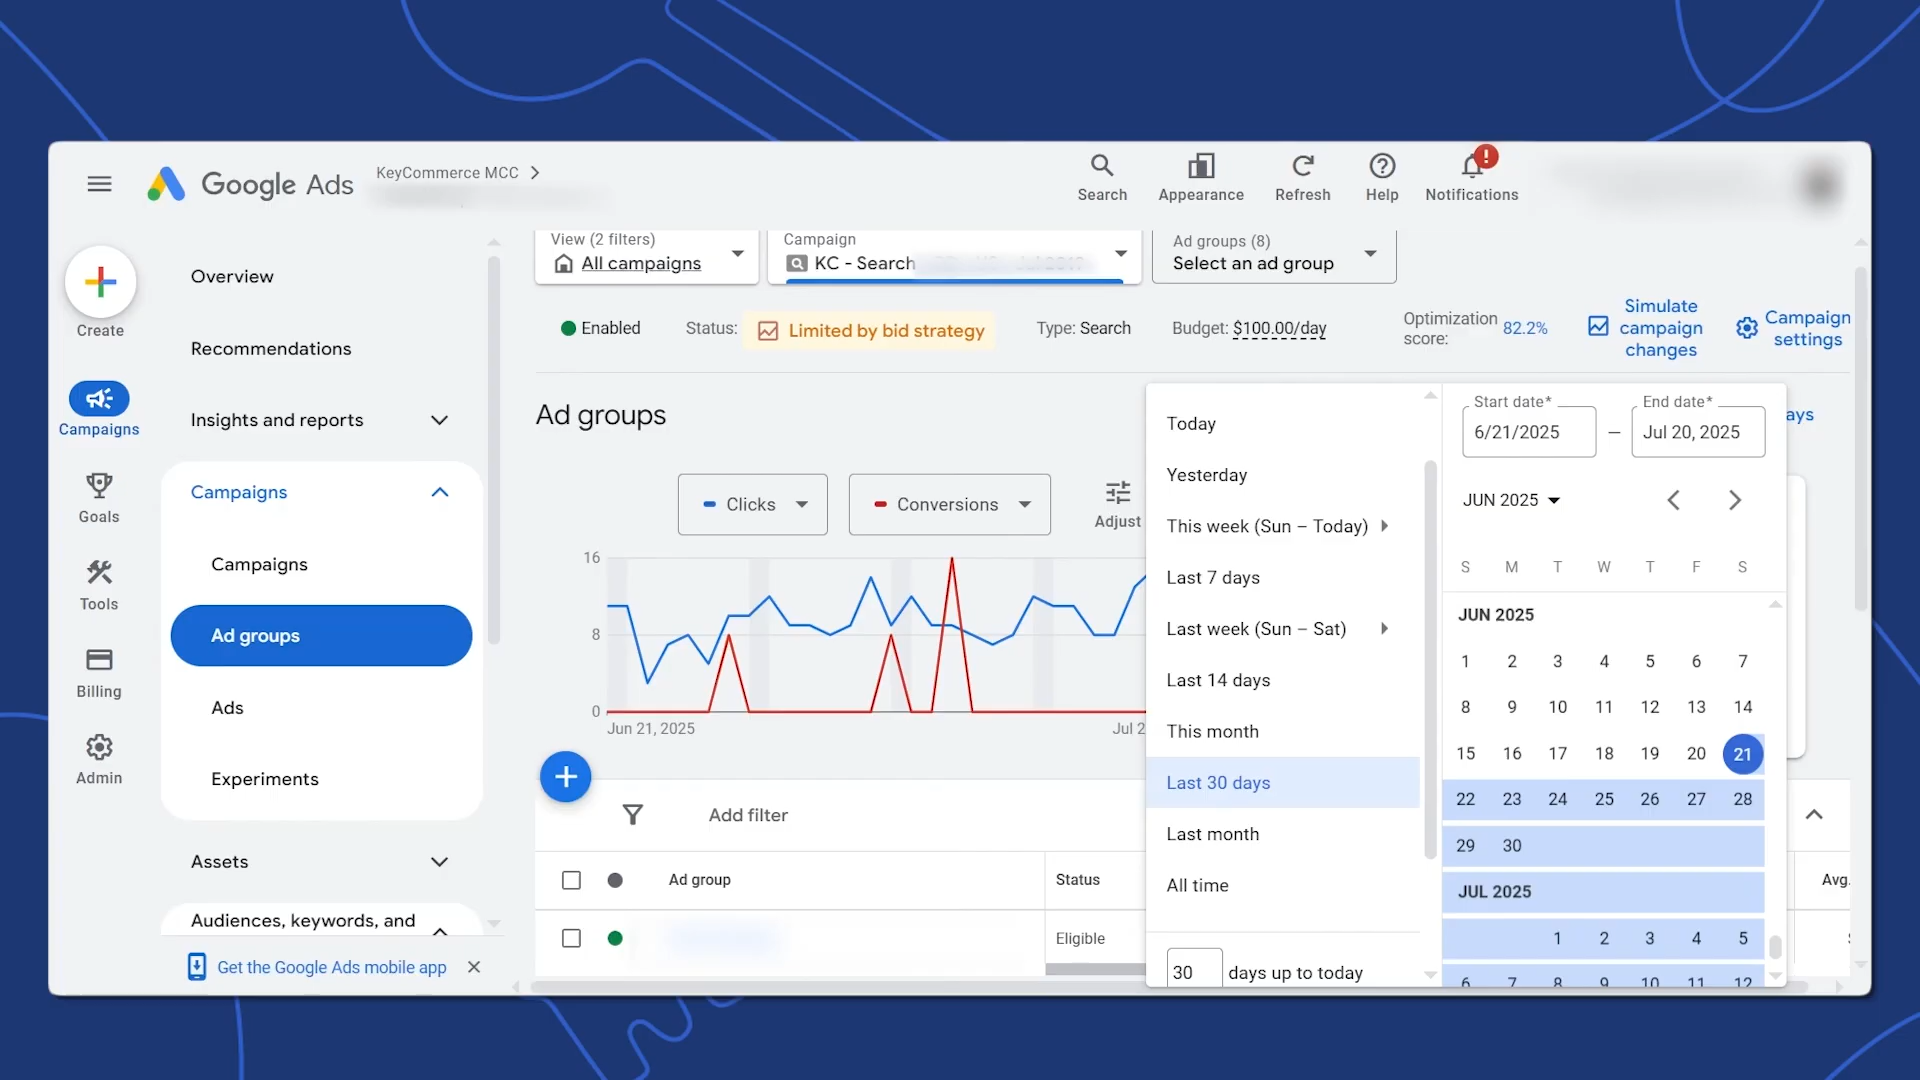 Google Ads
KeyCommerce MCC
Search
Appearance
Refresh
Help
Notifications
!
Create
Campaigns
Goals
Tools
Billing
Admin
Overview
Recommendations
Insights and reports
Campaigns
Campaigns
Ad groups
Ads
Experiments
Assets
Audiences, keywords, and
Get the Google Ads mobile app
View (2 filters)
All campaigns
Campaign
KC - Search
Ad groups (8)
Select an ad group
Enabled
Status: Limited by bid strategy
Type: Search
Budget: $100.00/day
Optimization
score: 82.2%
Simulate
campaign
changes
Campaign
settings
Ad groups
Clicks
Conversions
Adjust
16
8
0
Jun 21, 2025
Jul 2
Add filter
Ad group
Status
Avg.
Eligible
Today
Yesterday
This week (Sun – Today)
Last 7 days
Last week (Sun – Sat)
Last 14 days
This month
Last 30 days
Last month
All time
30 days up to today
Start date*
6/21/2025
–
End date*
Jul 20, 2025
ays
JUN 2025
S M T W T F S
JUN 2025
1 2 3 4 5 6 7
8 9 10 11 12 13 14
15 16 17 18 19 20 21
22 23 24 25 26 27 28
29 30
JUL 2025
1 2 3 4 5
6 7 8 9 10 11 12